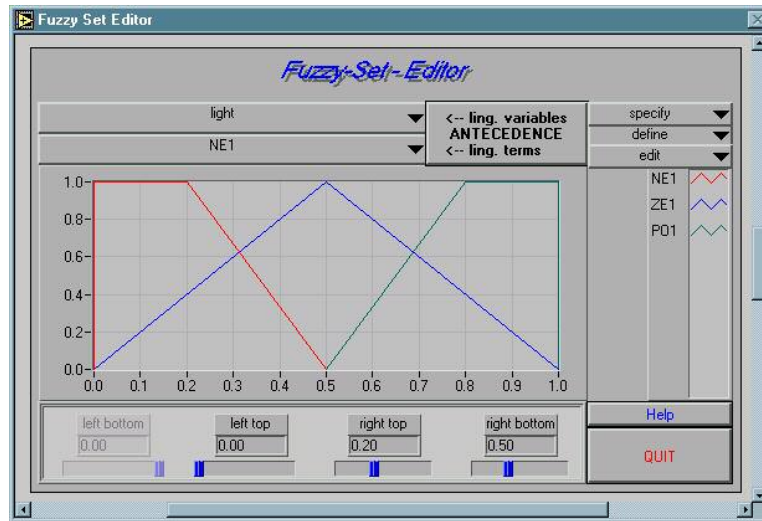 Fuzzy Set Editor
Fuzzy-Set - Editor
light
NE1
<-- ling. variables
ANTECEDENCE
<-- ling. terms
specify
define
edit
NE1
ZE1
PO1
1.0
0.8
0.6
0.4
0.2
0.0
0.0 0.1 0.2 0.3 0.4 0.5 0.6 0.7 0.8 0.9 1.0
left bottom left top right top right bottom
0.00 0.00 0.20 0.50
Help
QUIT